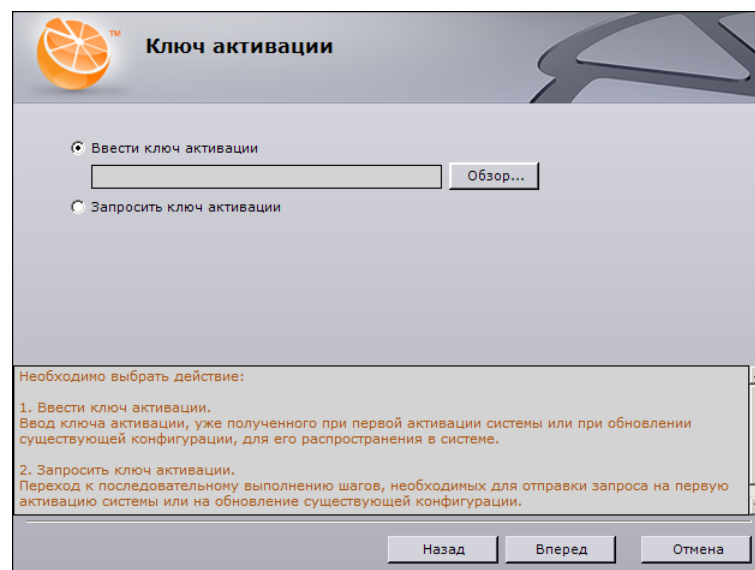 TM
Ключ активации
Ввести ключ активации
Обзор...
Запросить ключ активации
Необходимо выбрать действие:
1. Ввести ключ активации.
Ввод ключа активации, уже полученного при первой активации системы или при обновлении
существующей конфигурации, для его распространения в системе.
2. Запросить ключ активации.
Переход к последовательному выполнению шагов, необходимых для отправки запроса на первую
активацию системы или на обновление существующей конфигурации.
Назад
Вперед
Отмена